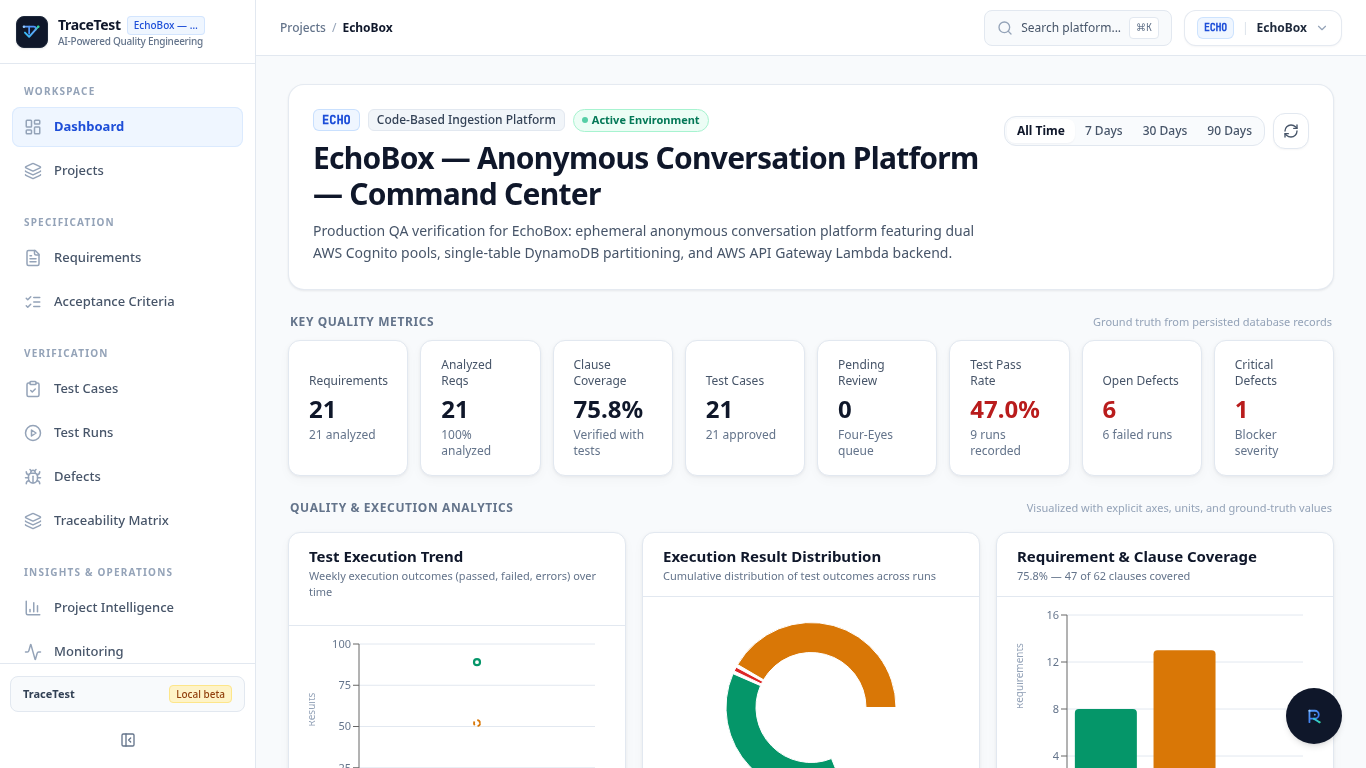 TraceTest
EchoBox — ...
AI-Powered Quality Engineering
WORKSPACE
Dashboard
Projects
SPECIFICATION
Requirements
Acceptance Criteria
VERIFICATION
Test Cases
Test Runs
Defects
Traceability Matrix
INSIGHTS & OPERATIONS
Project Intelligence
Monitoring
TraceTest
Local beta
Projects / EchoBox
Search platform... ⌘K
ECHO EchoBox
ECHO Code-Based Ingestion Platform Active Environment
All Time 7 Days 30 Days 90 Days
EchoBox — Anonymous Conversation Platform
— Command Center
Production QA verification for EchoBox: ephemeral anonymous conversation platform featuring dual
AWS Cognito pools, single-table DynamoDB partitioning, and AWS API Gateway Lambda backend.
KEY QUALITY METRICS
Ground truth from persisted database records
Requirements
21
21 analyzed
Analyzed
Reqs
21
100%
analyzed
Clause
Coverage
75.8%
Verified with
tests
Test Cases
21
21 approved
Pending
Review
0
Four-Eyes
queue
Test Pass
Rate
47.0%
9 runs
recorded
Open Defects
6
6 failed runs
Critical
Defects
1
Blocker
severity
QUALITY & EXECUTION ANALYTICS
Visualized with explicit axes, units, and ground-truth values
Test Execution Trend
Weekly execution outcomes (passed, failed, errors) over
time
100
75
50
25
Results
Execution Result Distribution
Cumulative distribution of test outcomes across runs
Requirement & Clause Coverage
75.8% — 47 of 62 clauses covered
16
12
8
4
Requirements